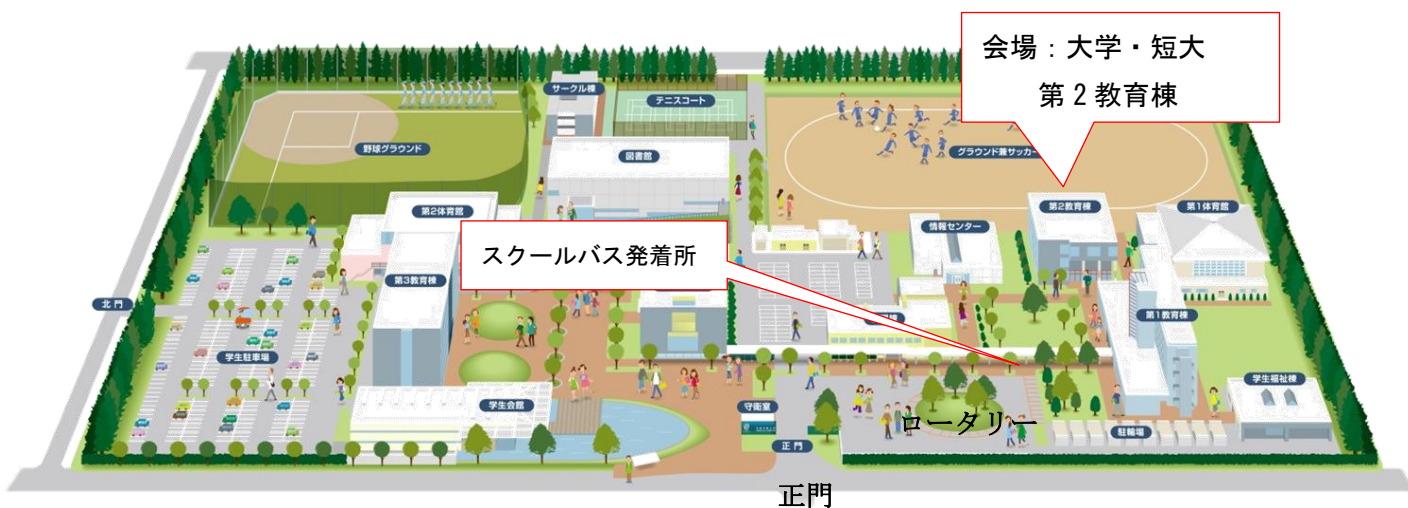 会場：大学・短大
第２教育棟
サークル棟
テニスコート
野球グラウンド
図書館
グラウンド兼サッカー
第2体育館
第2教育棟
第1体育館
情報センター
スクールバス発着所
第3教育棟
北門
第1教育棟
学生駐車場
学生福祉棟
学生会館
守衛室
ロータリー
駐輪場
正門
正門